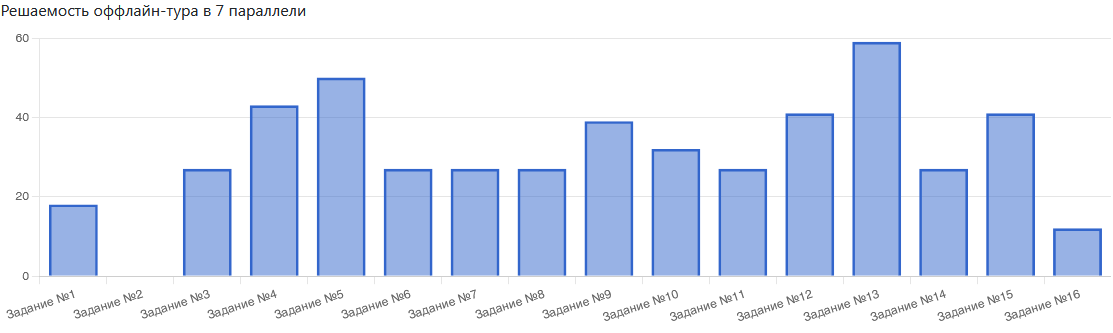 Решаемость оффлайн-тура в 7 параллели
60
40
20
0
Задание №1
Задание №2
Задание №3
Задание №4
Задание №5
Задание №6
Задание №7
Задание №8
Задание №9
Задание №10
Задание №11
Задание №12
Задание №13
Задание №14
Задание №15
Задание №16